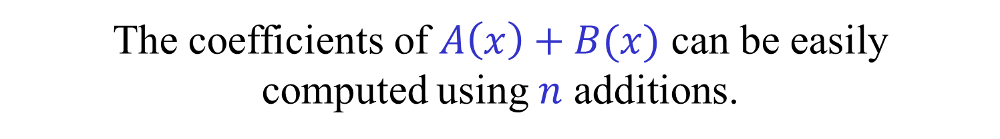 The coefficients of A(x) + B(x) can be easily
computed using n additions.